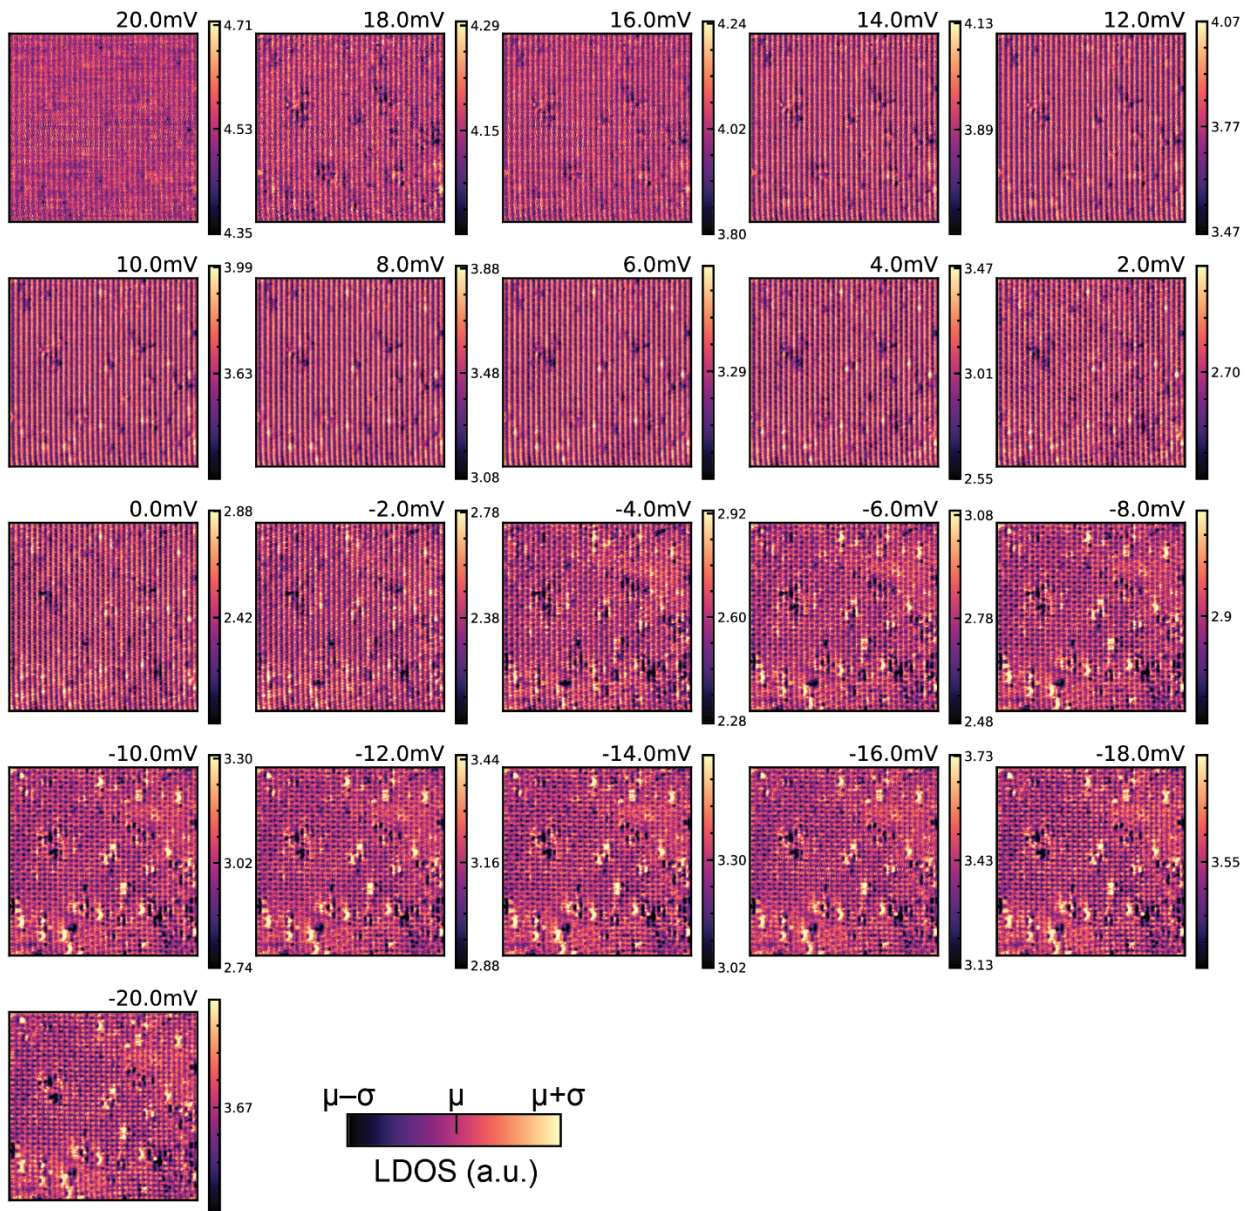 20.0mV 18.0mV 16.0mV 14.0mV 12.0mV
4.71 4.29 4.24 4.13 4.07
4.53 4.15 4.02 3.89 3.77
4.35 3.80 3.47
10.0mV 8.0mV 6.0mV 4.0mV 2.0mV
3.99 3.88 3.47
3.63 3.48 3.29 3.01 2.70
3.08 3.08 2.55
0.0mV -2.0mV -4.0mV -6.0mV -8.0mV
2.88 2.78 2.92 3.08
2.42 2.38 2.60 2.78 2.9
2.28 2.48
-10.0mV -12.0mV -14.0mV -16.0mV -18.0mV
3.30 3.44 3.73
3.02 3.16 3.30 3.43 3.55
2.74 2.88 3.02 3.13
-20.0mV
3.67
μ−σ μ μ+σ
LDOS (a.u.)